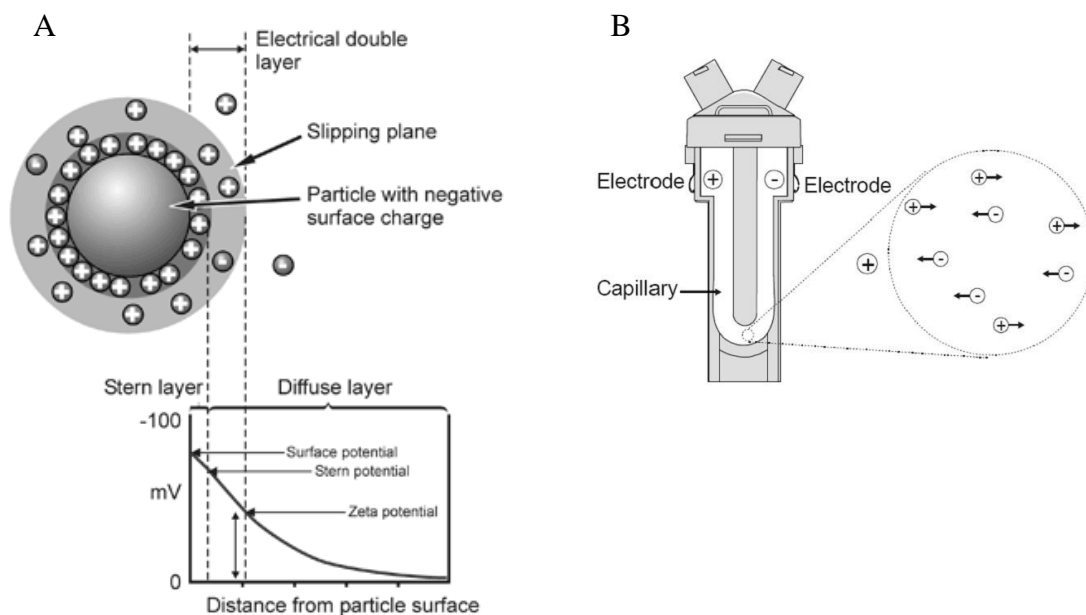 A
Electrical double
layer
Slipping plane
Particle with negative
surface charge
Stern layer
Diffuse layer
-100
mV
0
Surface potential
Stern potential
Zeta potential
Distance from particle surface
B
Electrode
+
-
Electrode
Capillary
+
+
+
-
+
-
-
-
+